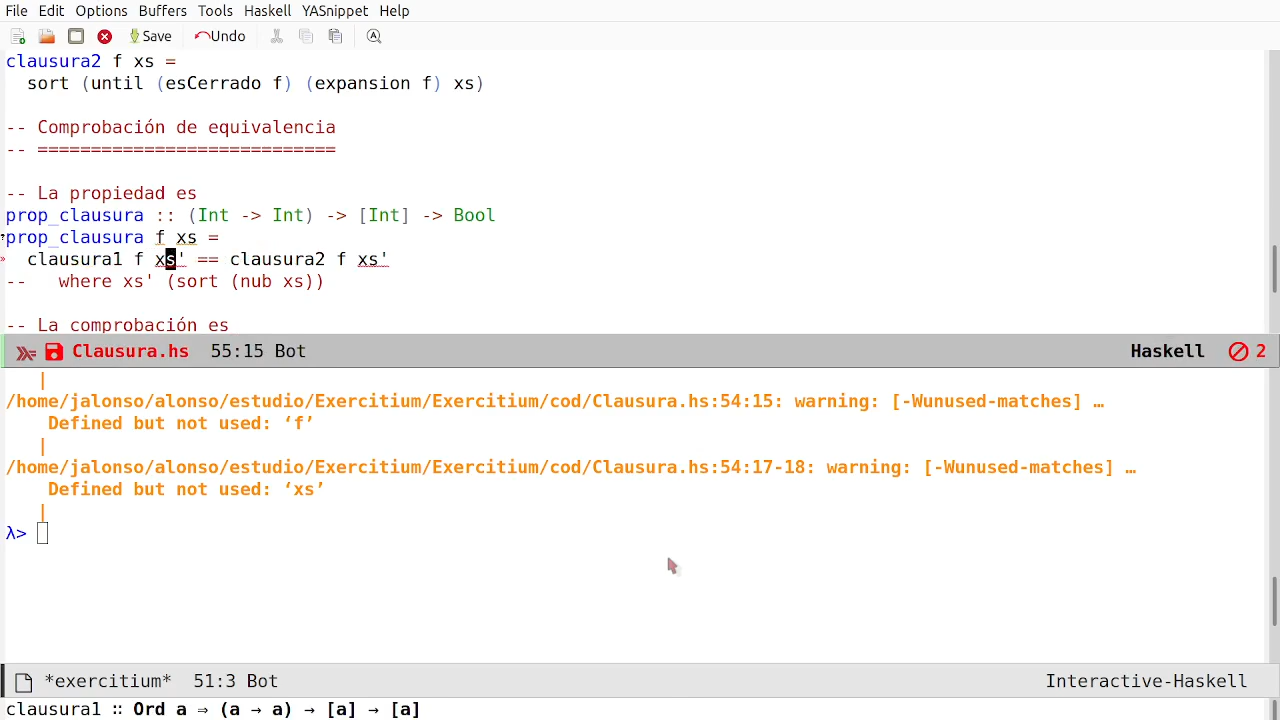 File Edit Options Buffers Tools Haskell YASnippet Help
Save Undo
clausura2 f xs =
sort (until (esCerrado f) (expansion f) xs)
-- Comprobación de equivalencia
-- ============================
-- La propiedad es
prop_clausura :: (Int -> Int) -> [Int] -> Bool
prop_clausura f xs =
clausura1 f xs' == clausura2 f xs'
--   where xs' (sort (nub xs))
-- La comprobación es
Clausura.hs 55:15 Bot Haskell 2
|
/home/jalonso/alonso/estudio/Exercitium/Exercitium/cod/Clausura.hs:54:15: warning: [-Wunused-matches] …
Defined but not used: ‘f’
|
/home/jalonso/alonso/estudio/Exercitium/Exercitium/cod/Clausura.hs:54:17-18: warning: [-Wunused-matches] …
Defined but not used: ‘xs’
|
λ>
*exercitium* 51:3 Bot Interactive-Haskell
clausura1 ∷ Ord a ⇒ (a → a) → [a] → [a]